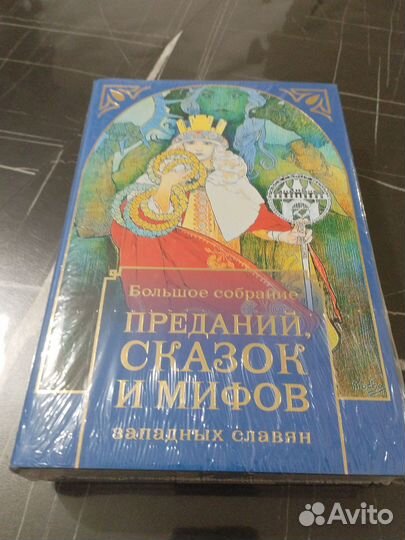 Большое собрание
ПРЕДАНИЙ,
СКАЗОК
И МИФОВ
западных славян
Avito